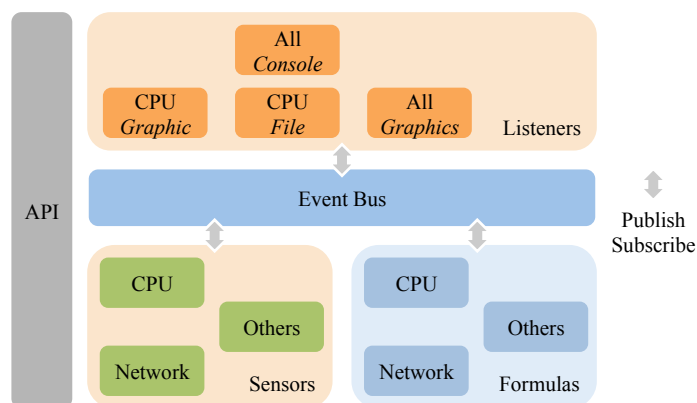 All
Console
CPU
Graphic
CPU
File
All
Graphics
Listeners
API
Event Bus
Publish
Subscribe
CPU
Others
Network
Sensors
CPU
Others
Network
Formulas